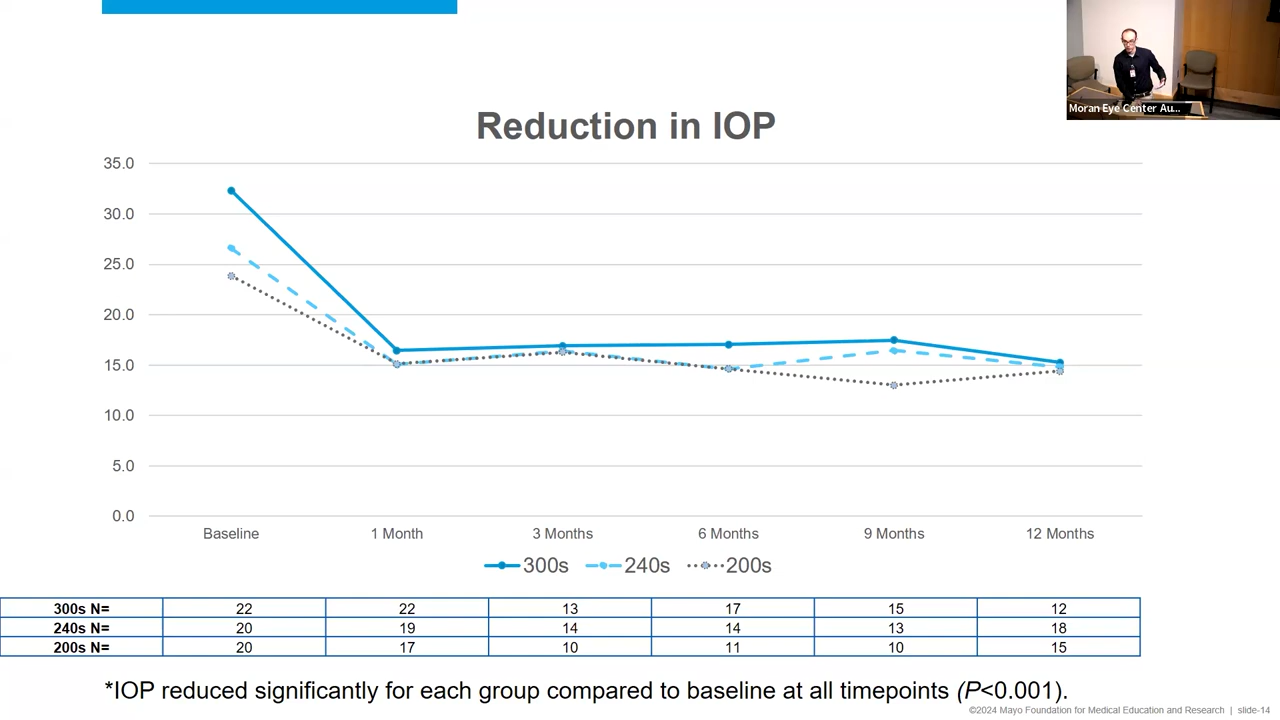 Moran Eye Center Au...
Reduction in IOP
35.0
30.0
25.0
20.0
15.0
10.0
5.0
0.0
Baseline 1 Month 3 Months 6 Months 9 Months 12 Months
300s 240s 200s
300s N= 22 22 13 17 15 12
240s N= 20 19 14 14 13 18
200s N= 20 17 10 11 10 15
*IOP reduced significantly for each group compared to baseline at all timepoints (P<0.001).
©2024 Mayo Foundation for Medical Education and Research | slide-14